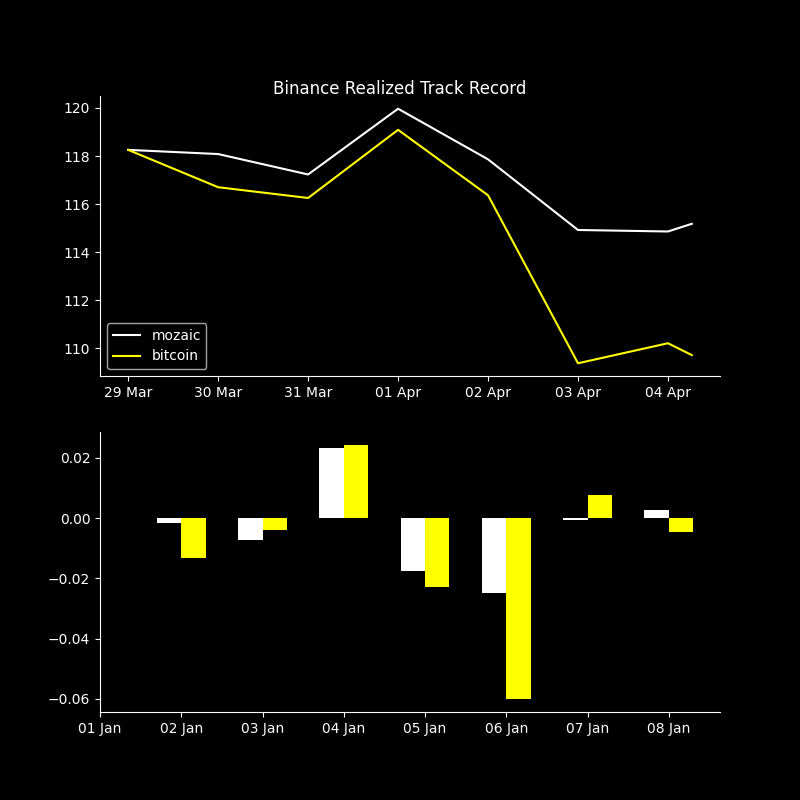 Binance Realized Track Record
120
118
116
114
112
110
mozaic
bitcoin
29 Mar 30 Mar 31 Mar 01 Apr 02 Apr 03 Apr 04 Apr
0.02
0.00
−0.02
−0.04
−0.06
01 Jan 02 Jan 03 Jan 04 Jan 05 Jan 06 Jan 07 Jan 08 Jan